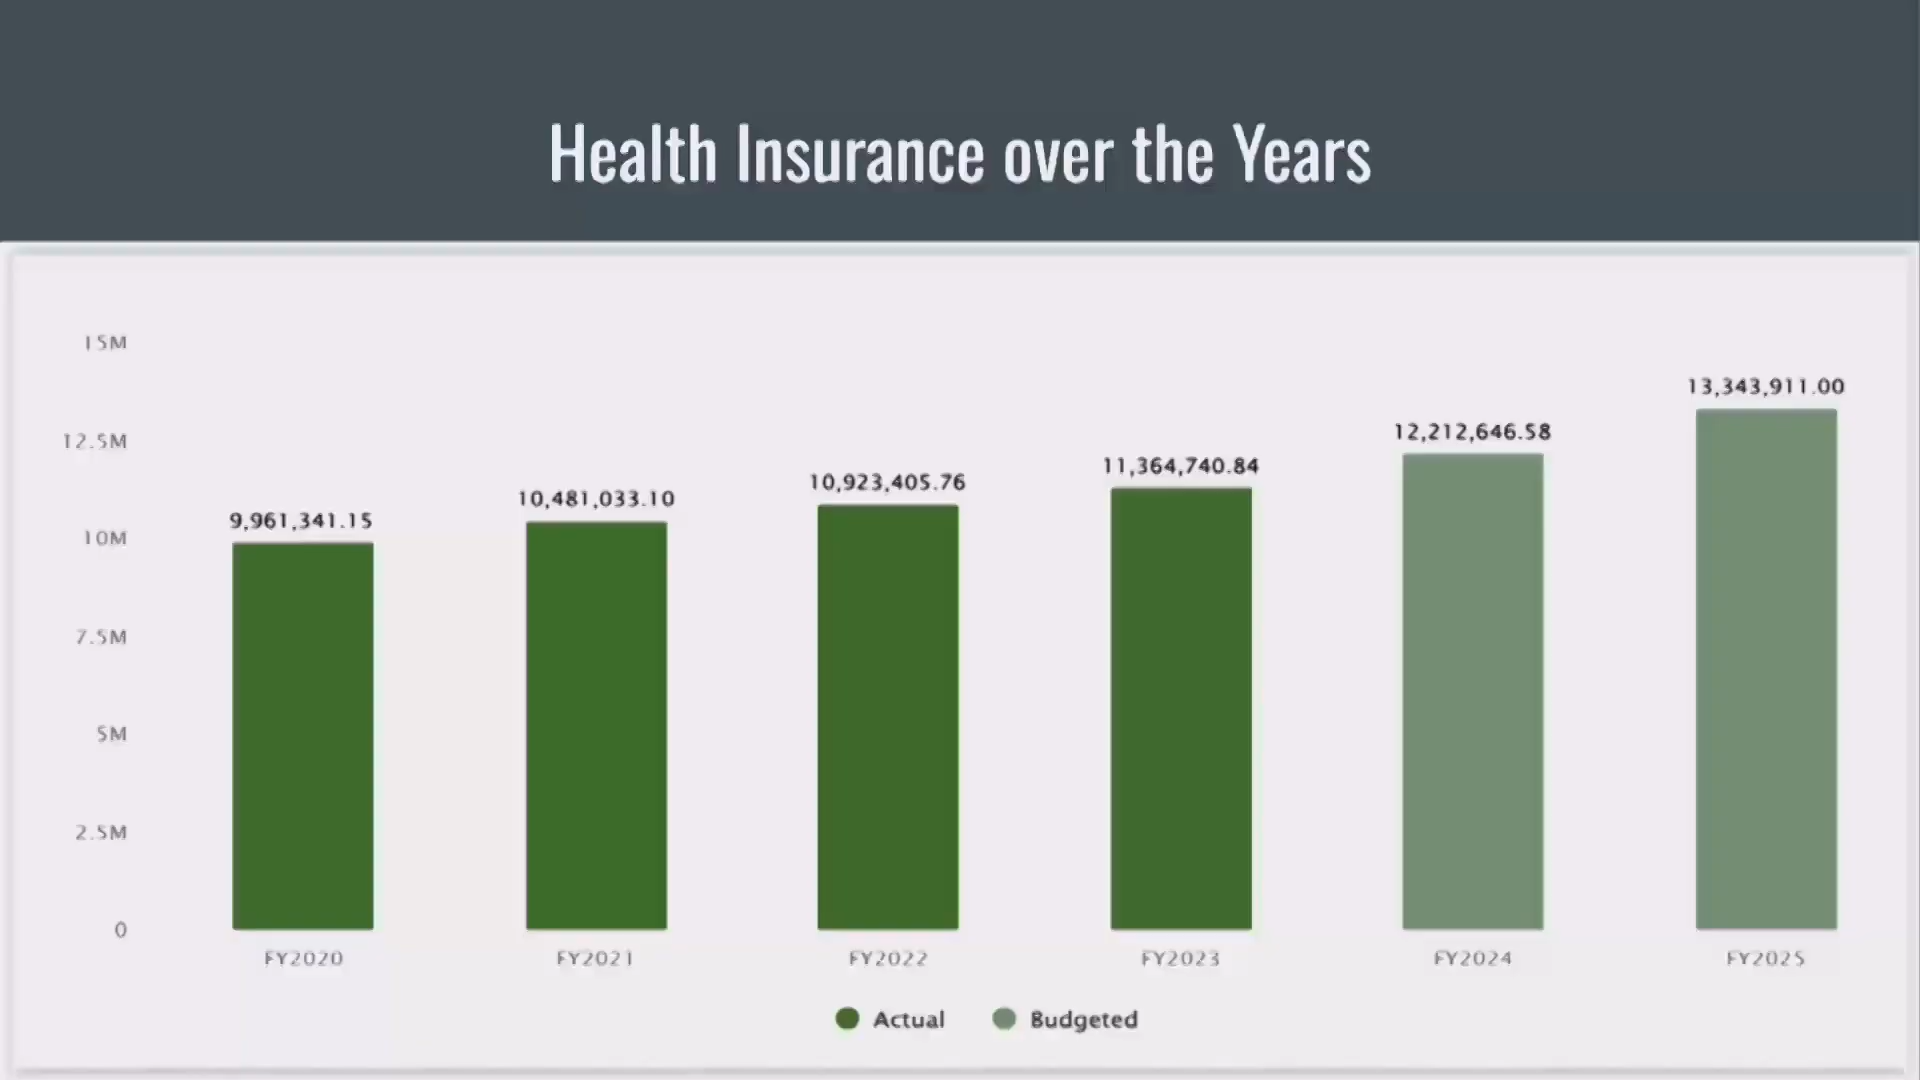 Health Insurance over the Years
15M
12.5M
10M
7.5M
5M
2.5M
0
9,961,341.15
10,481,033.10
10,923,405.76
11,364,740.84
12,212,646.58
13,343,911.00
FY2020
FY2021
FY2022
FY2023
FY2024
FY2025
Actual
Budgeted